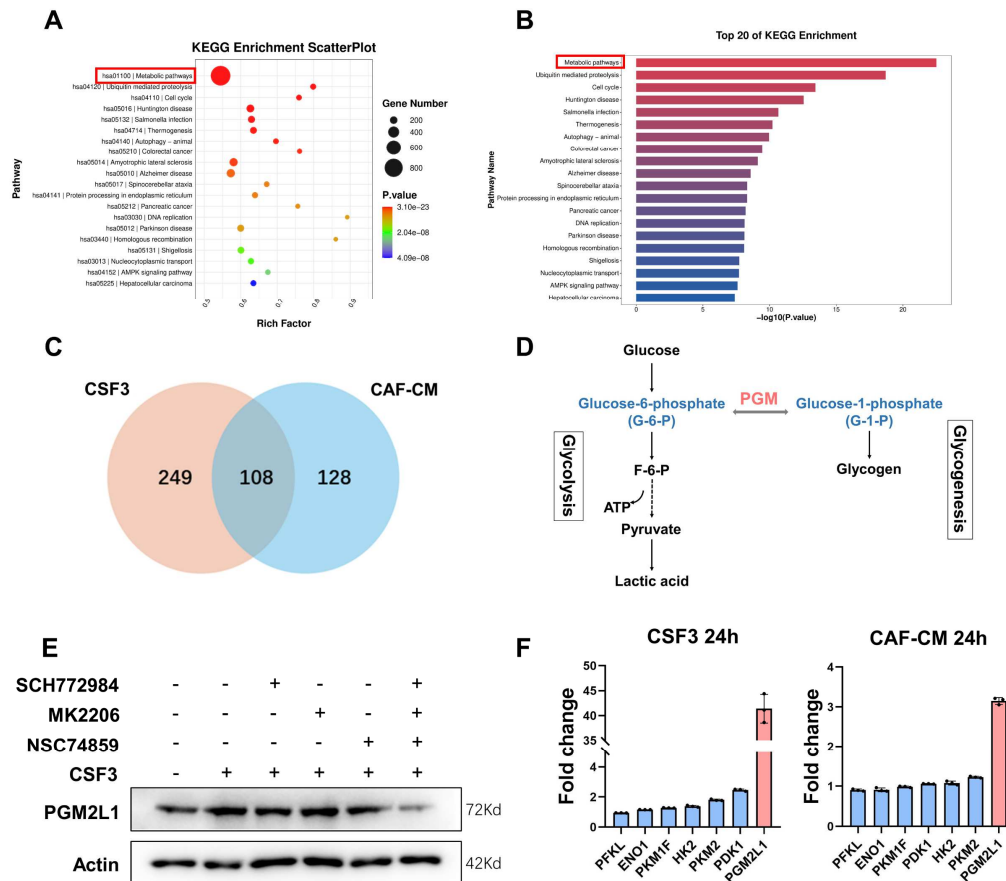 A
KEGG Enrichment ScatterPlot
Pathway
hsa01100 | Metabolic pathways
hsa04120 | Ubiquitin mediated proteolysis
hsa04110 | Cell cycle
hsa05016 | Huntington disease
hsa05132 | Salmonella infection
hsa04714 | Thermogenesis
hsa04140 | Autophagy − animal
hsa05210 | Colorectal cancer
hsa05014 | Amyotrophic lateral sclerosis
hsa05010 | Alzheimer disease
hsa05017 | Spinocerebellar ataxia
hsa04141 | Protein processing in endoplasmic reticulum
hsa05212 | Pancreatic cancer
hsa03030 | DNA replication
hsa05012 | Parkinson disease
hsa03440 | Homologous recombination
hsa05131 | Shigellosis
hsa03013 | Nucleocytoplasmic transport
hsa04152 | AMPK signaling pathway
hsa05225 | Hepatocellular carcinoma
0.5 0.6 0.7 0.8 0.9
Rich Factor
Gene Number
200
400
600
800
P.value
3.10e−23
2.04e−08
4.09e−08
B
Top 20 of KEGG Enrichment
Pathway Name
Metabolic pathways
Ubiquitin mediated proteolysis
Cell cycle
Huntington disease
Salmonella infection
Thermogenesis
Autophagy − animal
Colorectal cancer
Amyotrophic lateral sclerosis
Alzheimer disease
Spinocerebellar ataxia
Protein processing in endoplasmic reticulum
Pancreatic cancer
DNA replication
Parkinson disease
Homologous recombination
Shigellosis
Nucleocytoplasmic transport
AMPK signaling pathway
Hepatocellular carcinoma
0 5 10 15 20
−log10(P.value)
C
CSF3
CAF-CM
249 108 128
D
Glucose
Glucose-6-phosphate
(G-6-P)
PGM
Glucose-1-phosphate
(G-1-P)
Glycolysis
F-6-P
ATP
Pyruvate
Lactic acid
Glycogen
Glycogenesis
E
SCH772984 - - + - - +
MK2206 - - - + - +
NSC74859 - - - - + +
CSF3 - + + + + +
PGM2L1 72Kd
Actin 42Kd
F
CSF3 24h
Fold change
50
45
40
35
4
2
0
PFKL ENO1 PKM1F HK2 PKM2 PDK1 PGM2L1
CAF-CM 24h
Fold change
4
3
2
1
0
PFKL ENO1 PKM1F PDK1 HK2 PKM2 PGM2L1